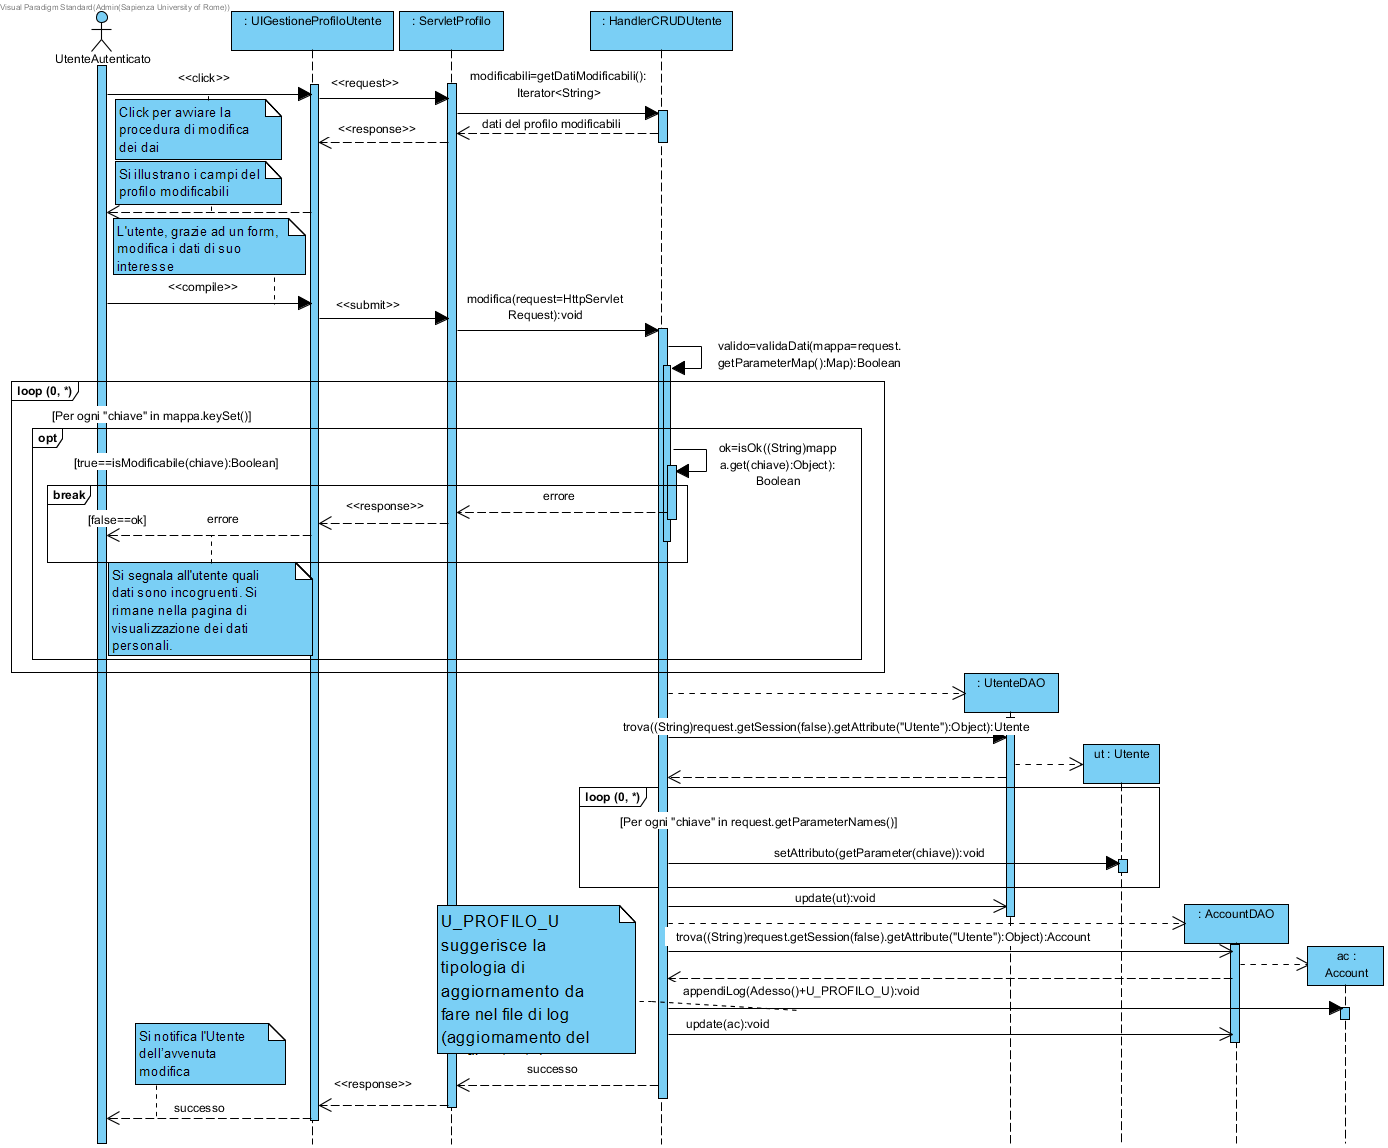 Visual Paradigm Standard(Admin(Sapienza University of Rome))
: UIGestioneProfiloUtente
: ServletProfilo
: HandlerCRUDUtente
UtenteAutenticato
<<click>>
<<request>>
modificabili=getDatiModificabili():
Iterator<String>
Click per avviare la
procedura di modifica
dei dai
<<response>>
dati del profilo modificabili
Si illustrano i campi del
profilo modificabili
L'utente, grazie ad un form,
modifica i dati di suo
interesse
<<compile>>
<<submit>>
modifica(request=HttpServlet
Request):void
valido=validaDati(mappa=request.
getParameterMap():Map):Boolean
loop (0, *)
[Per ogni "chiave" in mappa.keySet()]
opt
[true==isModificabile(chiave):Boolean]
ok=isOk((String)mapp
a.get(chiave):Object):
Boolean
break
errore
<<response>>
[false==ok]
errore
Si segnala all'utente quali
dati sono incogruenti. Si
rimane nella pagina di
visualizzazione dei dati
personali.
: UtenteDAO
trova((String)request.getSession(false).getAttribute("Utente"):Object):Utente
ut : Utente
loop (0, *)
[Per ogni "chiave" in request.getParameterNames()]
setAttributo(getParameter(chiave)):void
update(ut):void
U_PROFILO_U
suggerisce la
tipologia di
aggiornamento da
fare nel file di log
(aggiornamento del
: AccountDAO
trova((String)request.getSession(false).getAttribute("Utente"):Object):Account
ac :
Account
appendiLog(Adesso()+U_PROFILO_U):void
update(ac):void
Si notifica l'Utente
dell'avvenuta
modifica
successo
<<response>>
successo